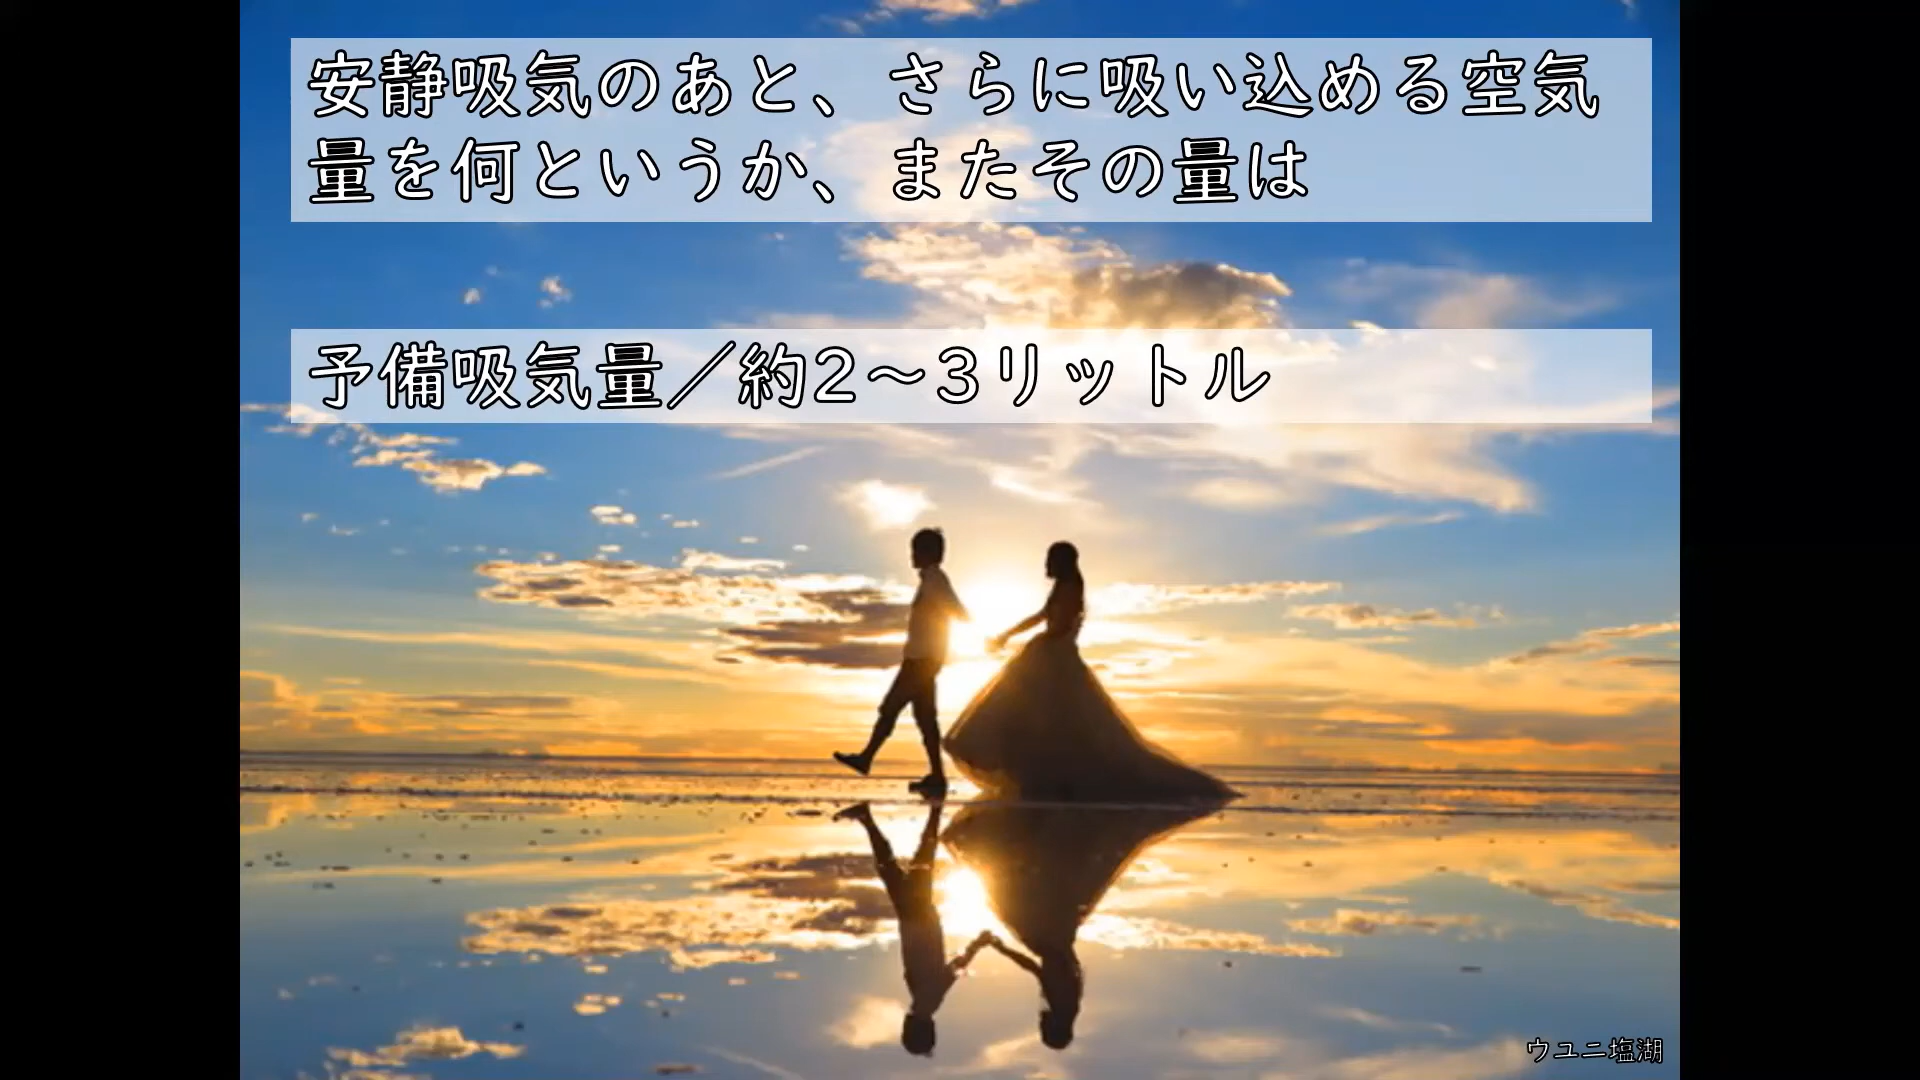 安静吸気のあと、さらに吸い込める空気
量を何というか、またその量は
予備吸気量／約2〜3リットル
ウユニ塩湖